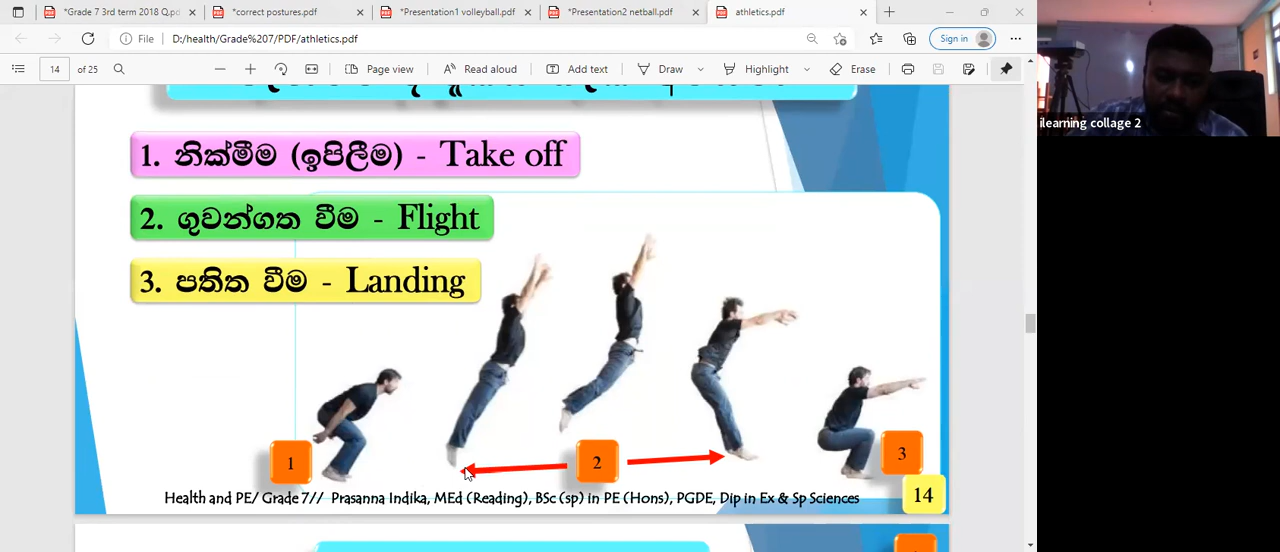 *Grade 7 3rd term 2018 Q.pd
*correct postures.pdf
*Presentation1 volleyball.pdf
*Presentation2 netball.pdf
athletics.pdf
File
D:/health/Grade%207/PDF/athletics.pdf
Sign in
14 of 25
Page view
Read aloud
Add text
Draw
Highlight
Erase
ilearning collage 2
1. නික්මීම (ඉපිලීම) - Take off
2. ගුවන්ගත වීම - Flight
3. පතිත වීම - Landing
1
2
3
Health and PE/ Grade 7// Prasanna Indika, MEd (Reading), BSc (sp) in PE (Hons), PGDE, Dip in Ex & Sp Sciences
14